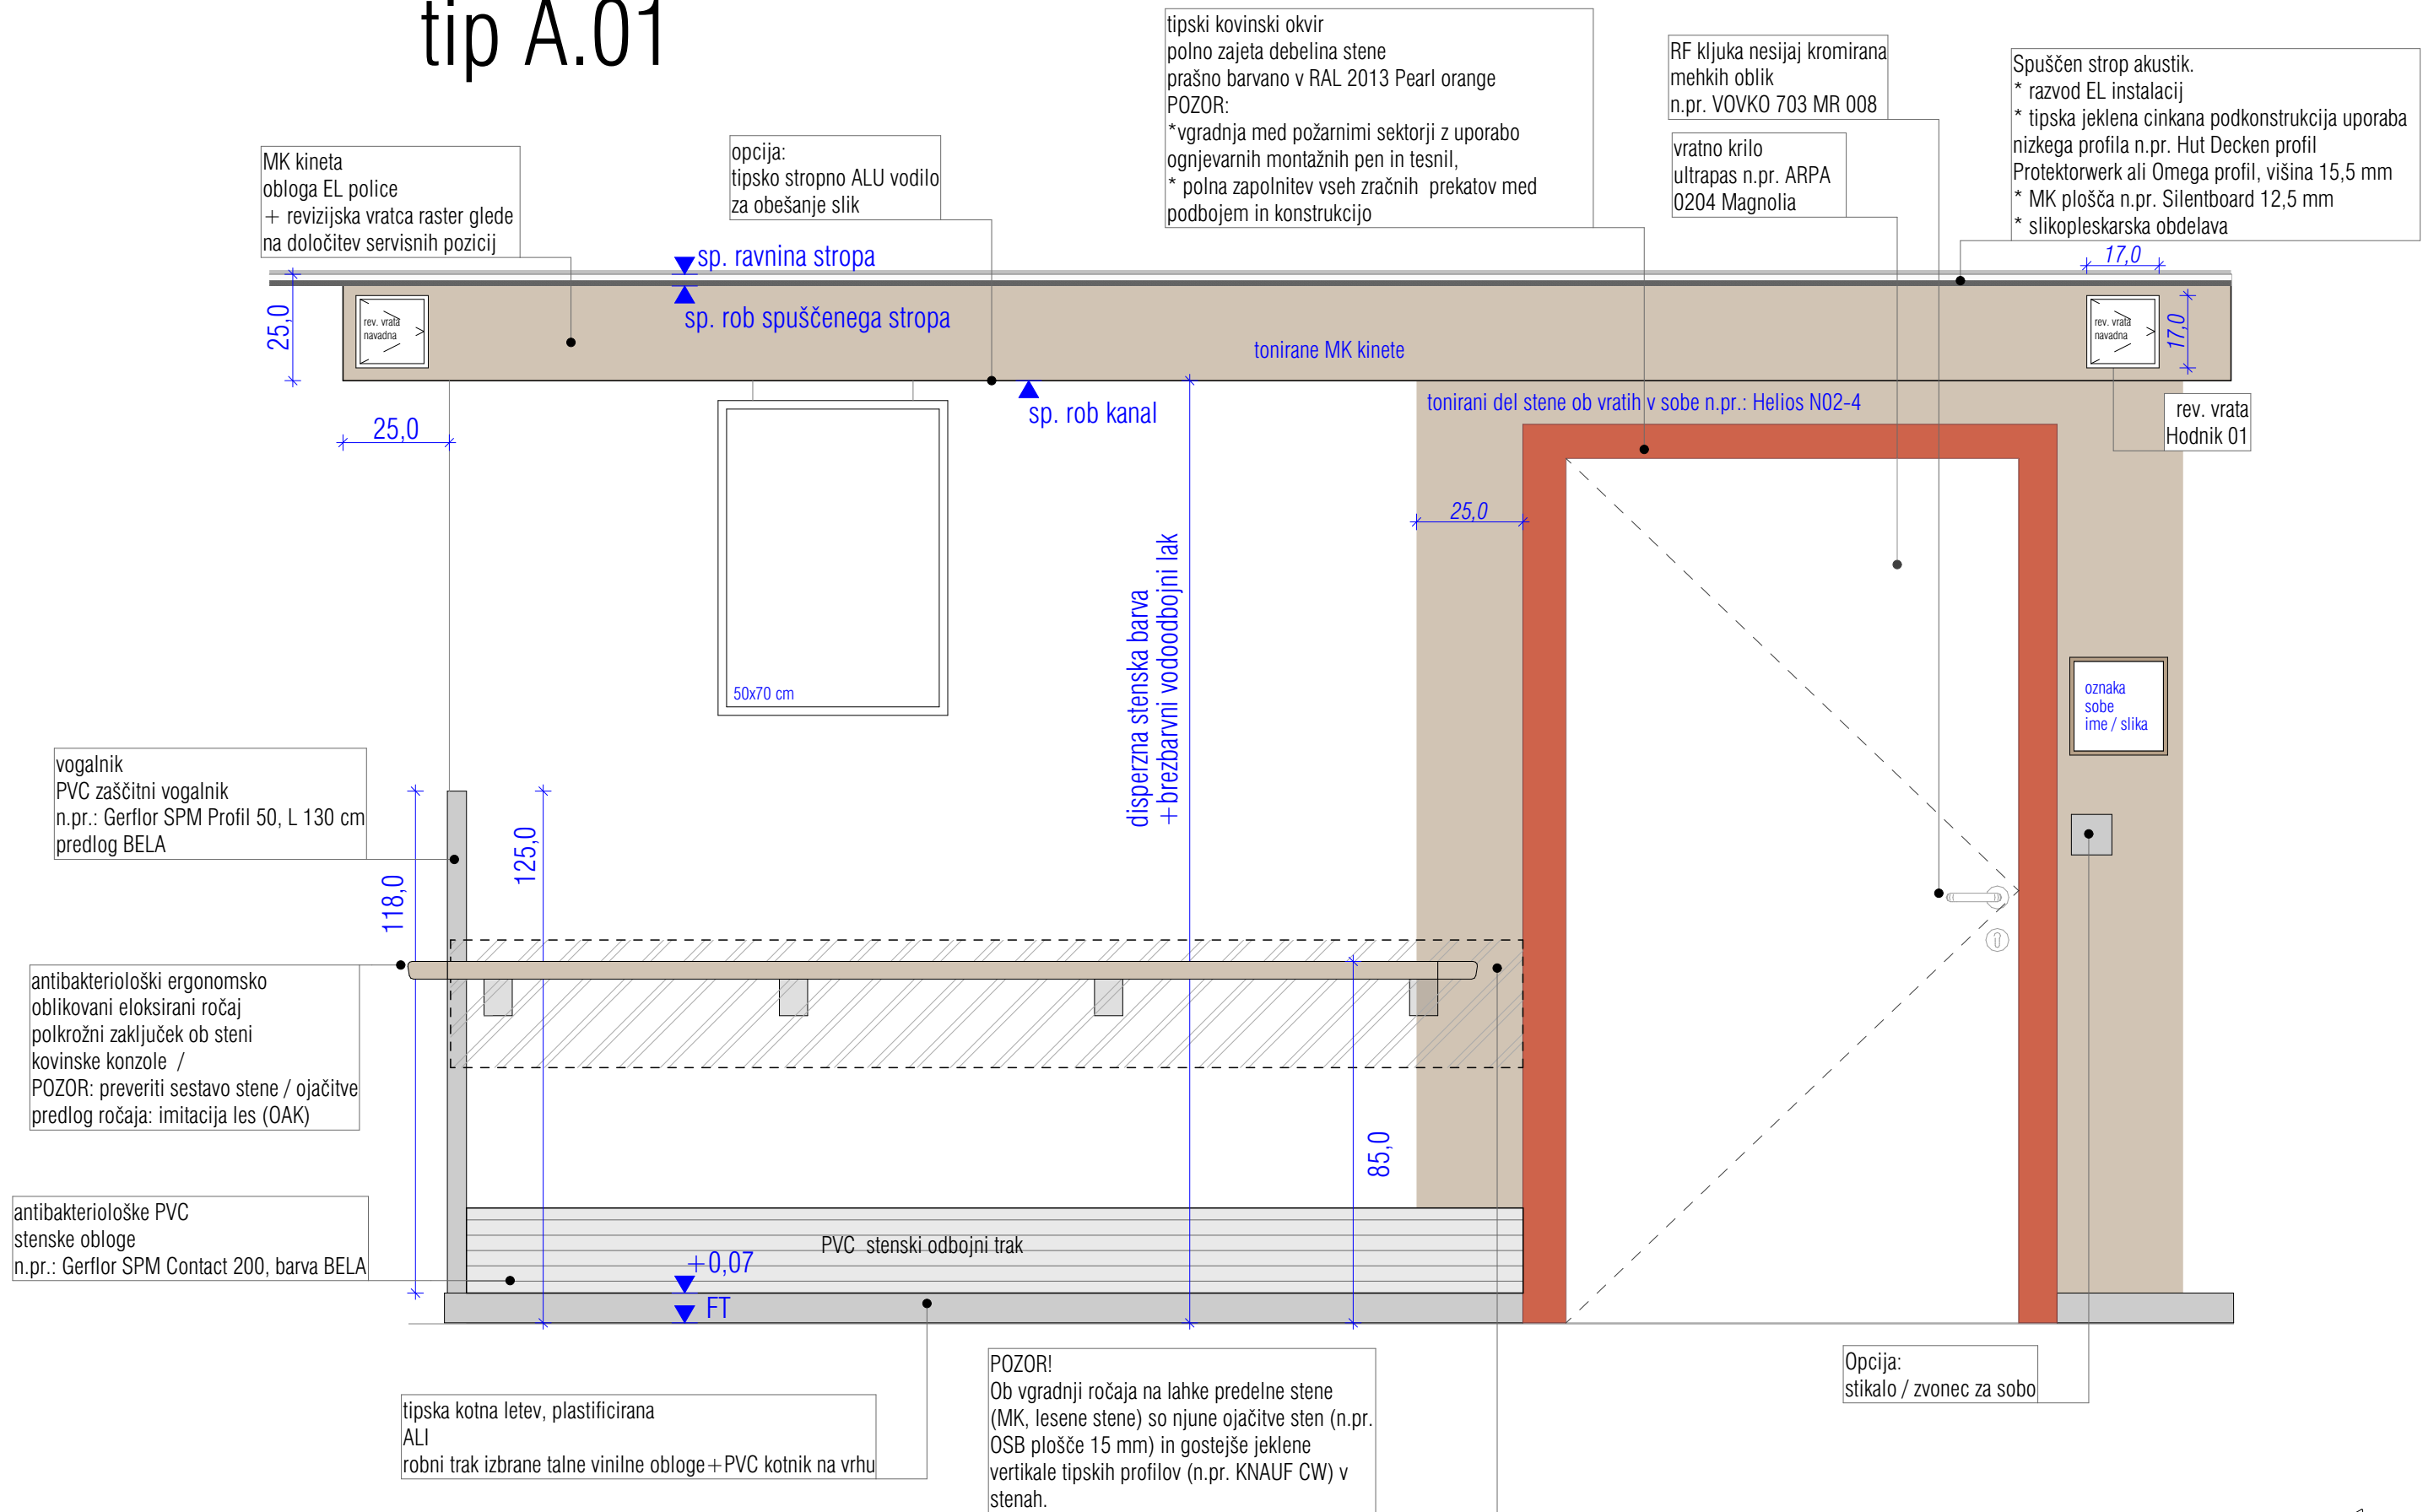 tip A.01
tipski kovinski okvir
polno zajeta debelina stene
prašno barvano v RAL 2013 Pearl orange
POZOR:
*vgradnja med požarnimi sektorji z uporabo
ognjevarnih montažnih pen in tesnil,
* polna zapolnitev vseh zračnih prekatov med
podbojem in konstrukcijo
RF kljuka nesijaj kromirana
mehkih oblik
n.pr. VOVKO 703 MR 008
vratno krilo
ultrapas n.pr. ARPA
0204 Magnolia
Spuščen strop akustik.
* razvod EL instalacij
* tipska jeklena cinkana podkonstrukcija uporaba
nizkega profila n.pr. Hut Decken profil
Protektorwerk ali Omega profil, višina 15,5 mm
* MK plošča n.pr. Silentboard 12,5 mm
* slikopleskarska obdelava
MK kineta
obloga EL police
+ revizijska vratca raster glede
na določitev servisnih pozicij
opcija:
tipsko stropno ALU vodilo
za obešanje slik
sp. ravnina stropa
17,0
25,0
rev. vrata
navadna
sp. rob spuščenega stropa
tonirane MK kinete
rev. vrata
navadna
17,0
25,0
sp. rob kanal
tonirani del stene ob vratih v sobe n.pr.: Helios N02-4
rev. vrata
Hodnik 01
25,0
disperzna stenska barva
+brezbarvni vodoodbojni lak
50x70 cm
oznaka
sobe
ime / slika
vogalnik
PVC zaščitni vogalnik
n.pr.: Gerflor SPM Profil 50, L 130 cm
predlog BELA
118,0
125,0
antibakteriološki ergonomsko
oblikovani eloksirani ročaj
polkrožni zaključek ob steni
kovinske konzole /
POZOR: preveriti sestavo stene / ojačitve
predlog ročaja: imitacija les (OAK)
85,0
antibakteriološke PVC
stenske obloge
n.pr.: Gerflor SPM Contact 200, barva BELA
PVC stenski odbojni trak
+0,07
FT
tipska kotna letev, plastificirana
ALI
robni trak izbrane talne vinilne obloge+PVC kotnik na vrhu
POZOR!
Ob vgradnji ročaja na lahke predelne stene
(MK, lesene stene) so njune ojačitve sten (n.pr.
OSB plošče 15 mm) in gostejše jeklene
vertikale tipskih profilov (n.pr. KNAUF CW) v
stenah.
Opcija:
stikalo / zvonec za sobo